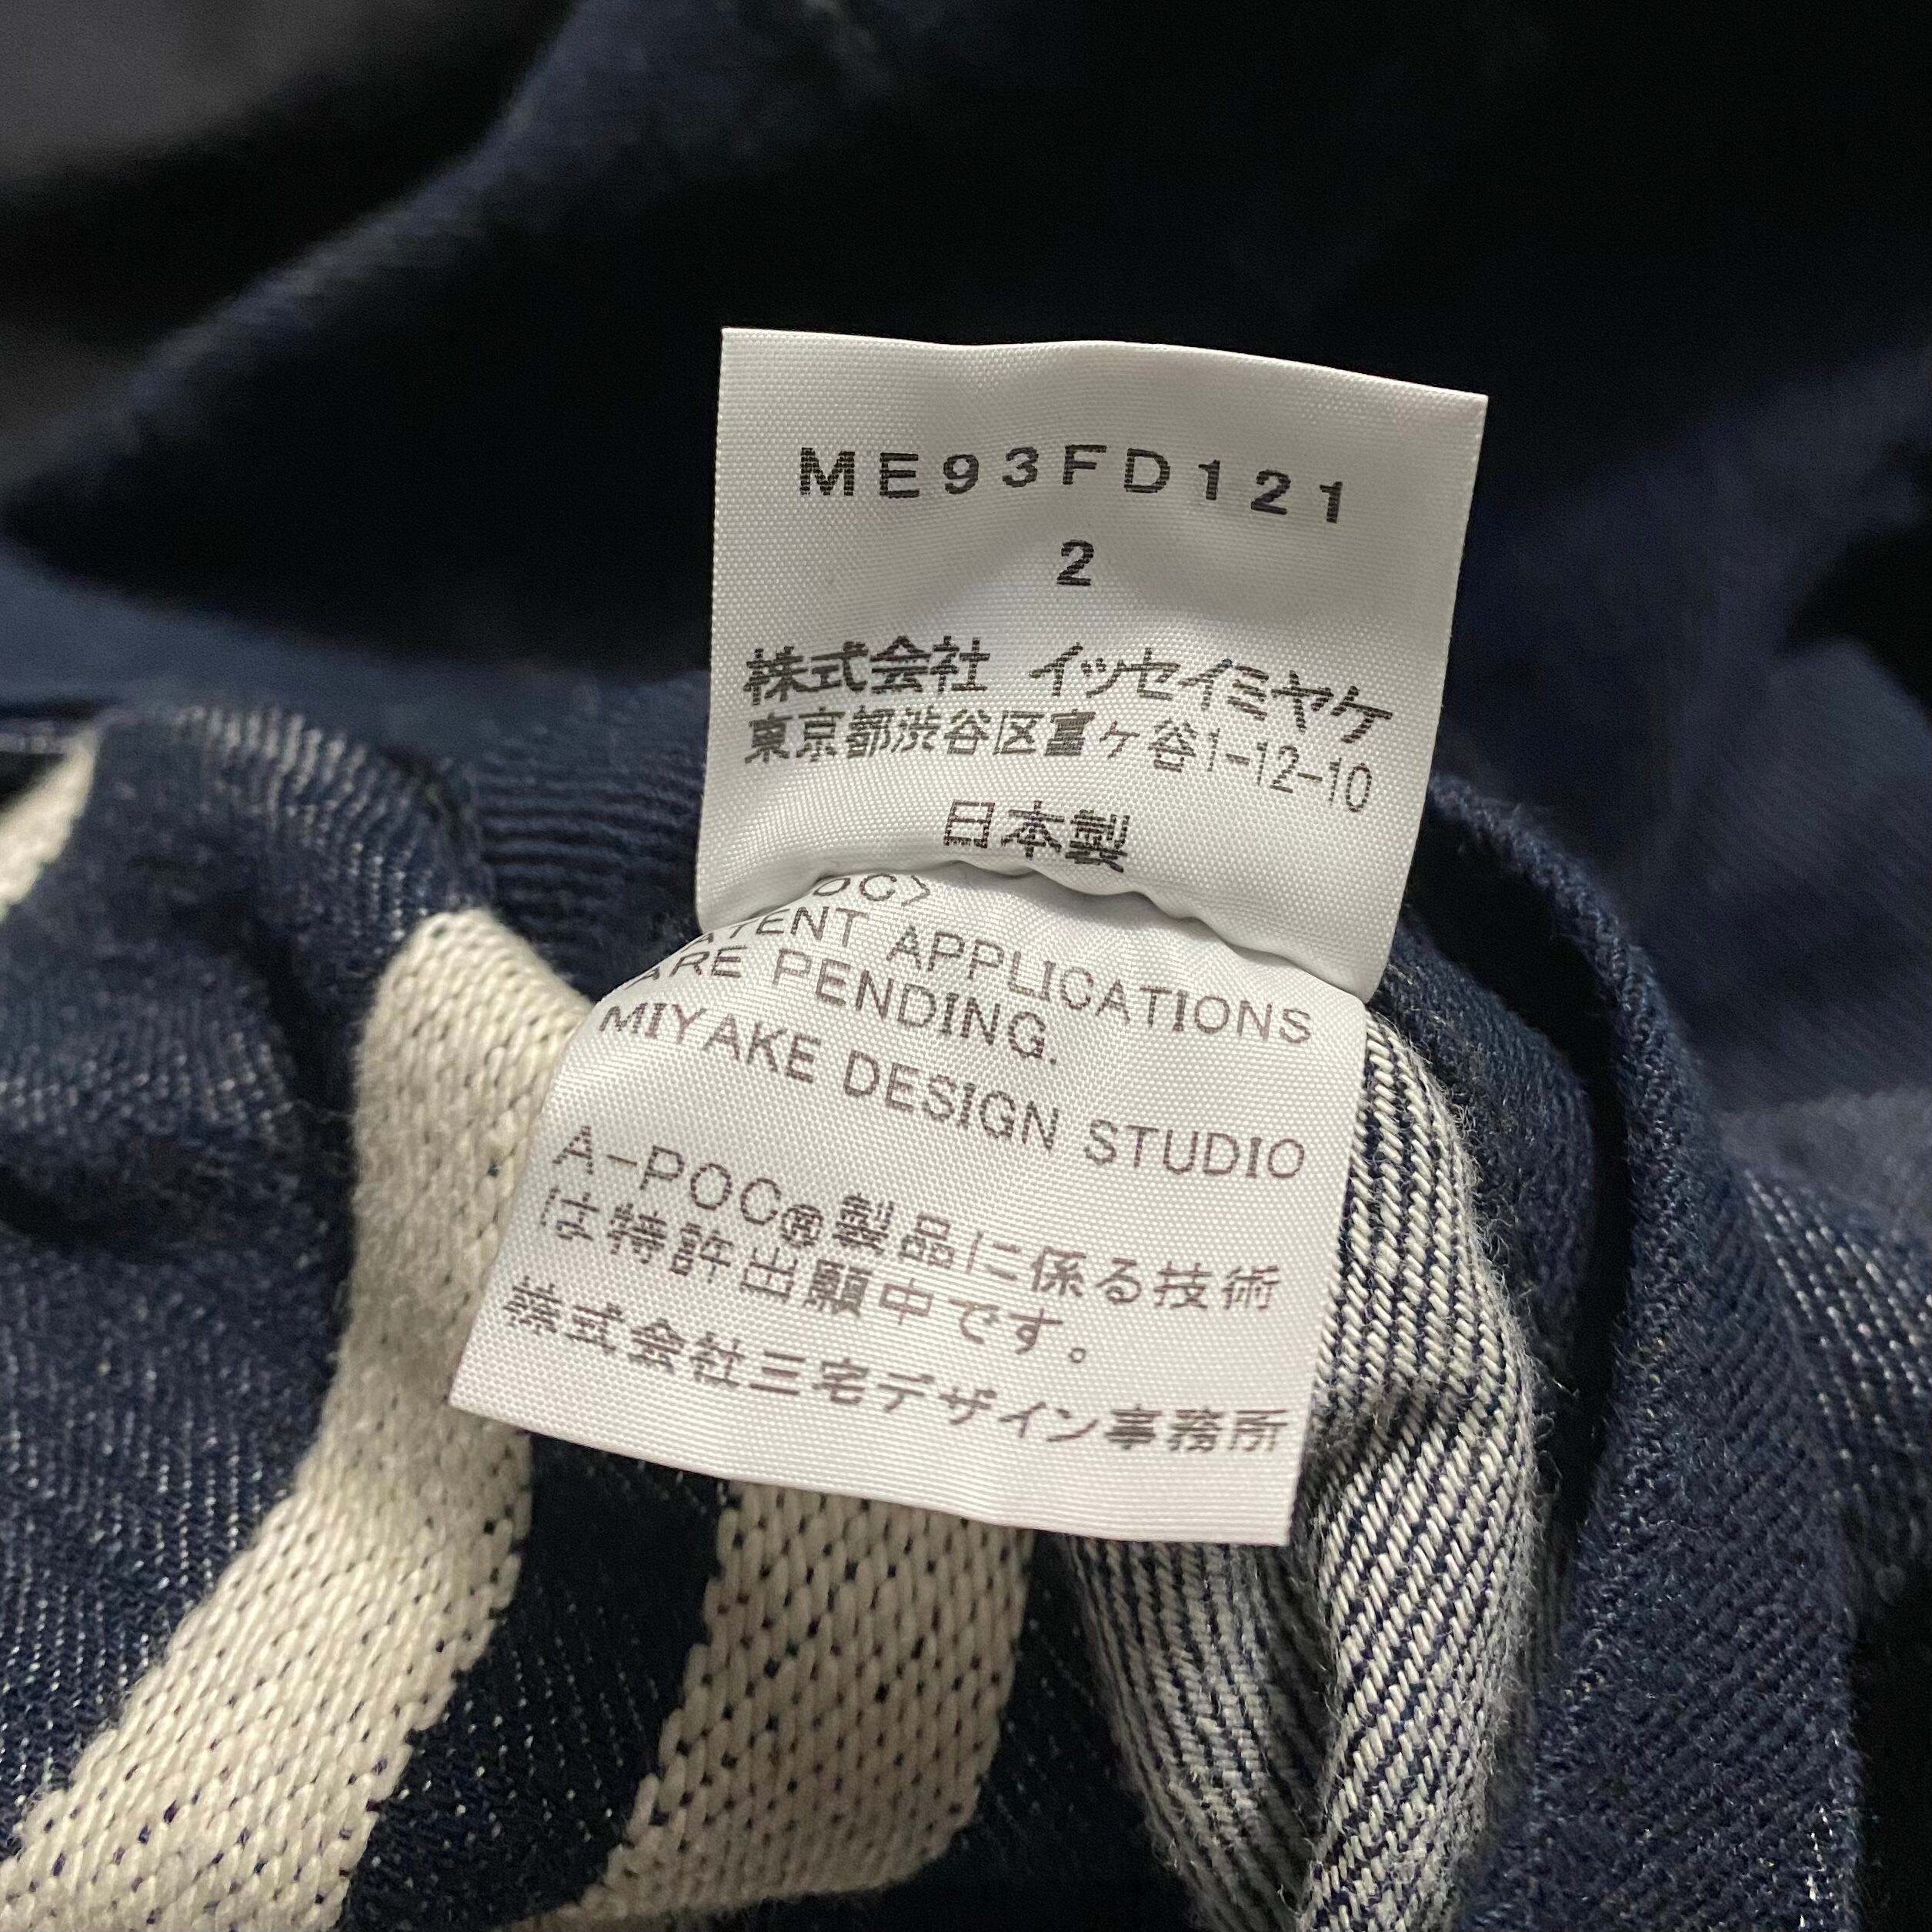 ME93FD121
2
株式会社 イッセイミヤケ
東京都渋谷区富ヶ谷1-12-10
日本製
POC>
PATENT APPLICATIONS
ARE PENDING.
MIYAKE DESIGN STUDIO
A-POC®製品に係る技術
は特許出願中です。
株式会社三宅デザイン事務所